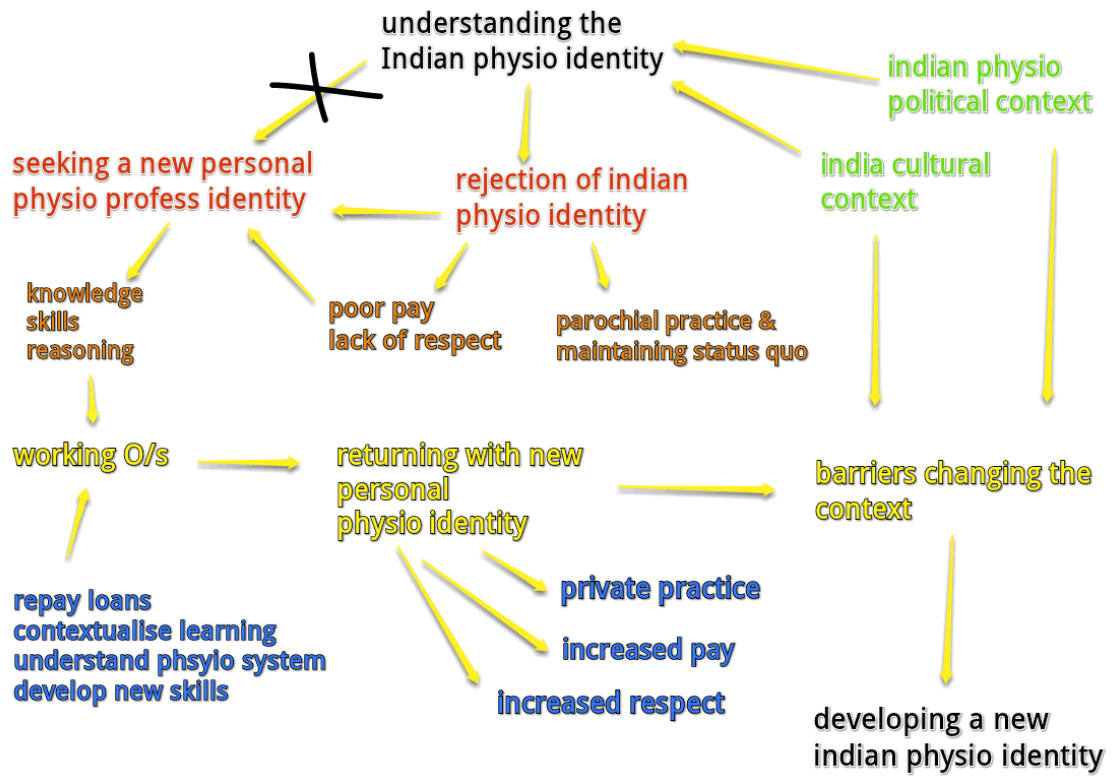 understanding the
Indian physio identity
indian physio
political context
india cultural
context
seeking a new personal
physio profess identity
rejection of indian
physio identity
knowledge
skills
reasoning
poor pay
lack of respect
parochial practice &
maintaining status quo
working O/s
returning with new
personal
physio identity
barriers changing the
context
repay loans
contextualise learning
understand phsyio system
develop new skills
private practice
increased pay
increased respect
developing a new
indian physio identity